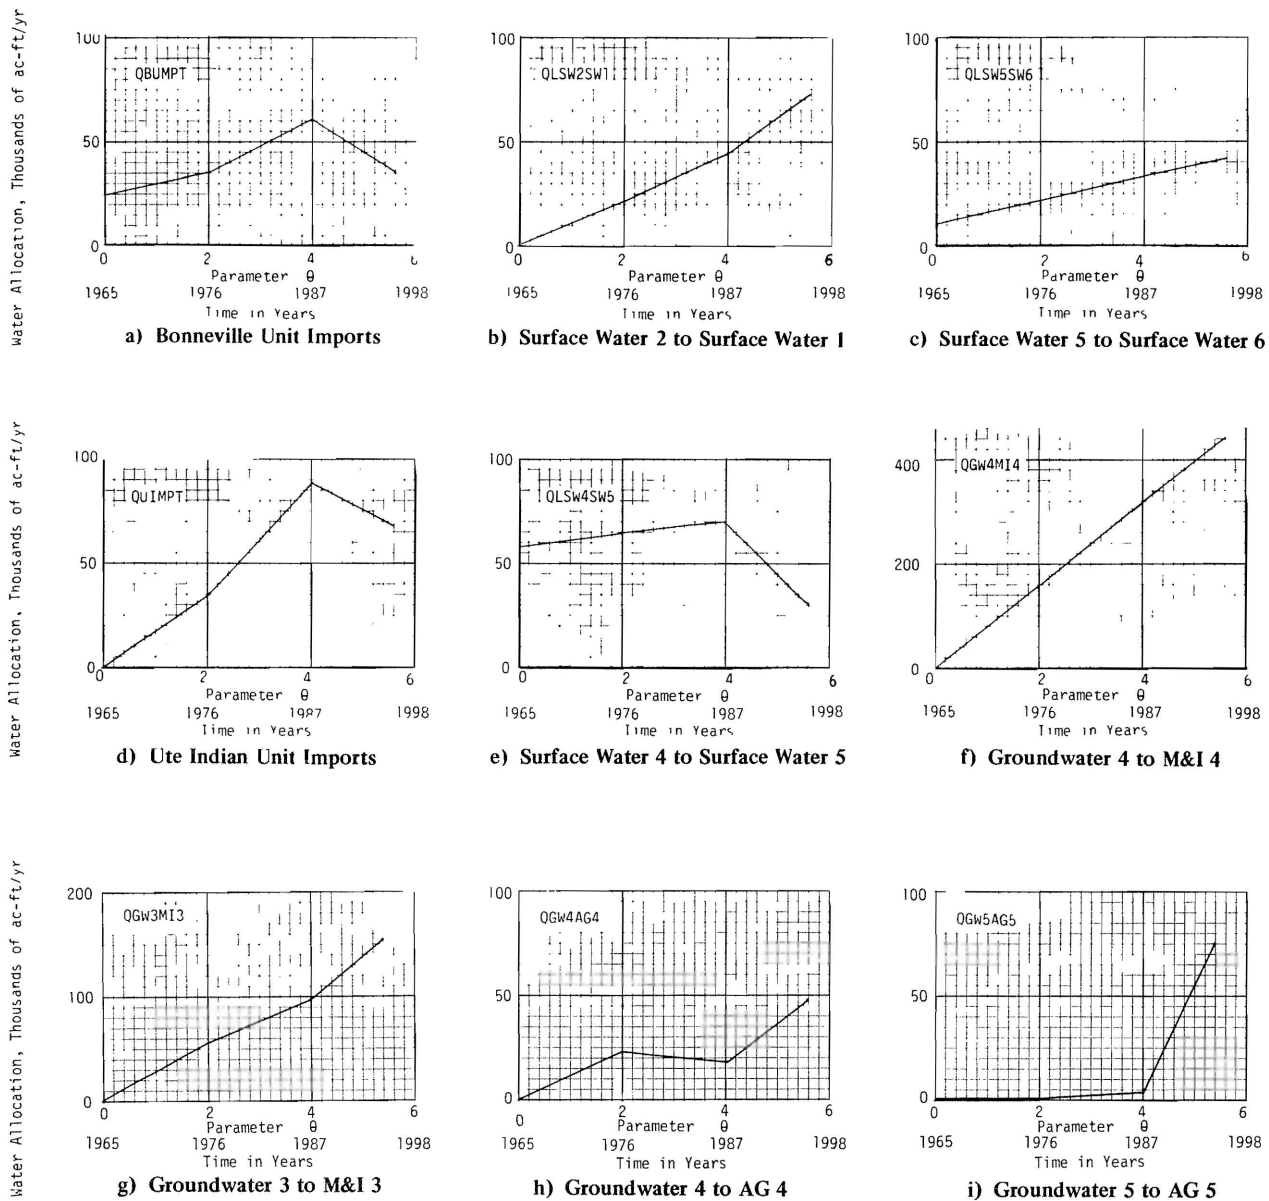 Water Allocation, Thousands of ac-ft/yr
100
50
0
QBUMPT
0 2 4 6
Parameter θ
1965 1976 1987 1998
Time in Years
a) Bonneville Unit Imports
100
50
0
QLSW2SW1
0 2 4 6
Parameter θ
1965 1976 1987 1998
Time in Years
b) Surface Water 2 to Surface Water 1
100
50
0
QLSW5SW6
0 2 4 6
Parameter θ
1965 1976 1987 1998
Time in Years
c) Surface Water 5 to Surface Water 6
Water Allocation, Thousands of ac-ft/yr
100
50
0
QUIMPT
0 2 4 6
Parameter θ
1965 1976 1987 1998
Time in Years
d) Ute Indian Unit Imports
100
50
0
QLSW4SW5
0 2 4 6
Parameter θ
1965 1976 1987 1998
Time in Years
e) Surface Water 4 to Surface Water 5
400
200
0
QGW4MI4
0 2 4 6
Parameter θ
1965 1976 1987 1998
Time in Years
f) Groundwater 4 to M&I 4
Water Allocation, Thousands of ac-ft/yr
200
100
0
QGW3MI3
0 2 4 6
Parameter θ
1965 1976 1987 1998
Time in Years
g) Groundwater 3 to M&I 3
100
50
0
QGW4AG4
0 2 4 6
Parameter θ
1965 1976 1987 1998
Time in Years
h) Groundwater 4 to AG 4
100
50
0
QGW5AG5
0 2 4 6
Parameter θ
1965 1976 1987 1998
Time in Years
i) Groundwater 5 to AG 5